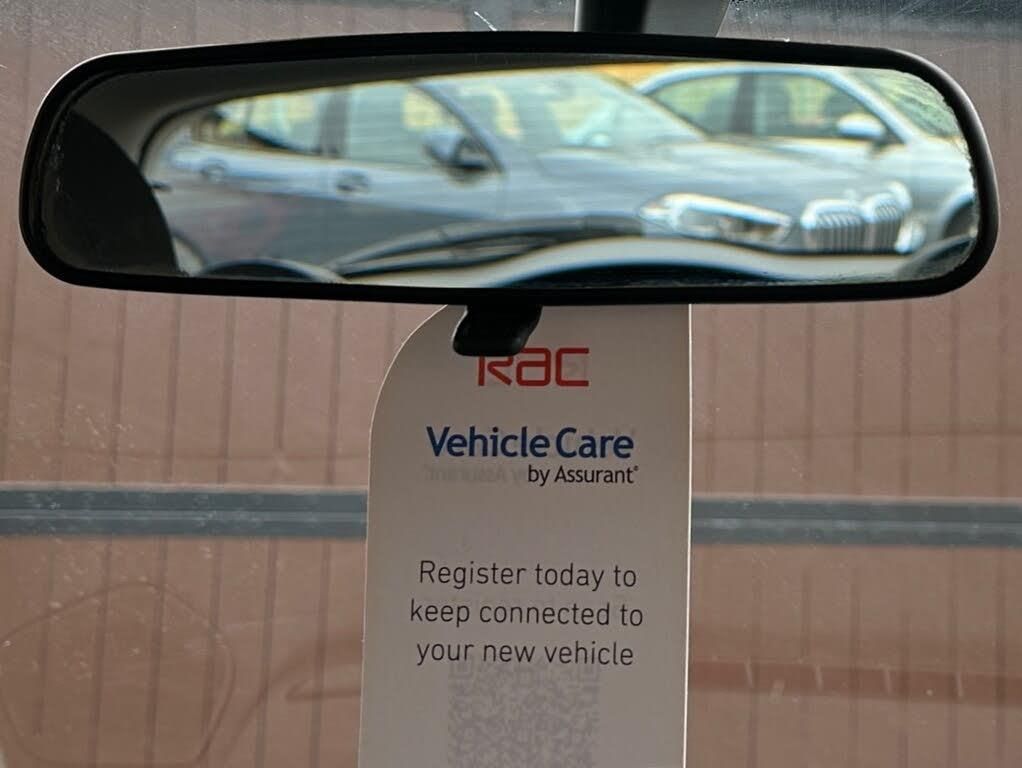 RAC
Vehicle Care
by Assurant®
Register today to
keep connected to
your new vehicle